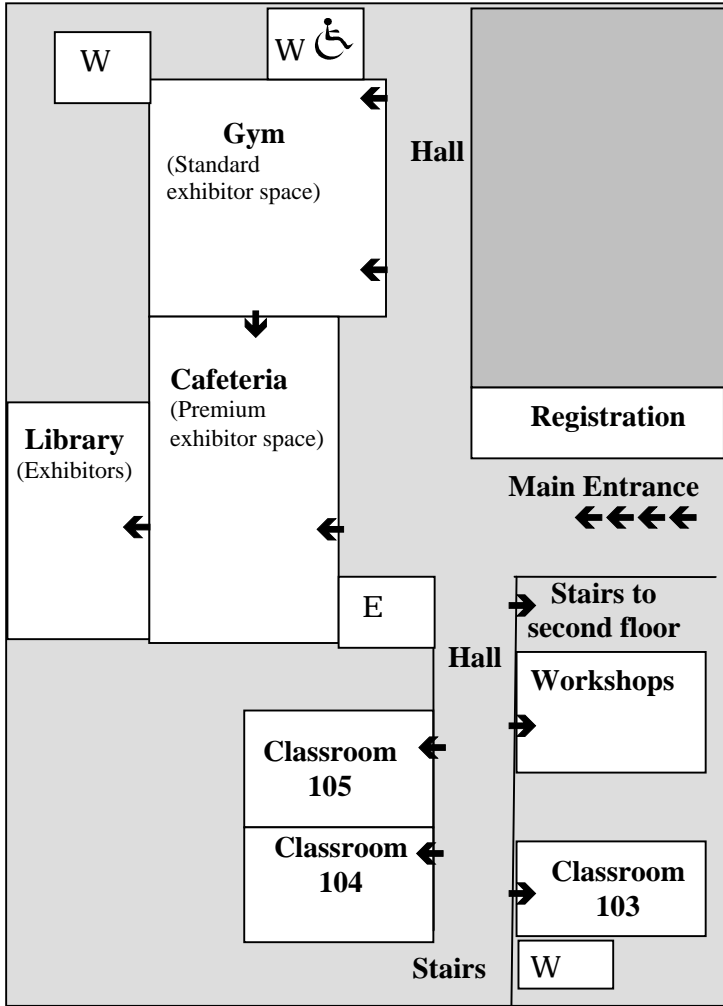 W
W
Gym
(Standard
exhibitor space)
Hall
Cafeteria
(Premium
exhibitor space)
Library
(Exhibitors)
Registration
Main Entrance
E
Stairs to
second floor
Hall
Workshops
Classroom
105
Classroom
104
Classroom
103
Stairs
W